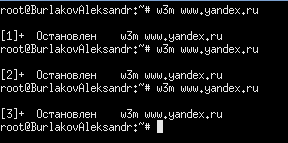 root@BurlakovAleksandr:~# w3m www.yandex.ru
[1]+ Остановлен w3m www.yandex.ru
root@BurlakovAleksandr:~# w3m www.yandex.ru
[2]+ Остановлен w3m www.yandex.ru
root@BurlakovAleksandr:~# w3m www.yandex.ru
[3]+ Остановлен w3m www.yandex.ru
root@BurlakovAleksandr:~#